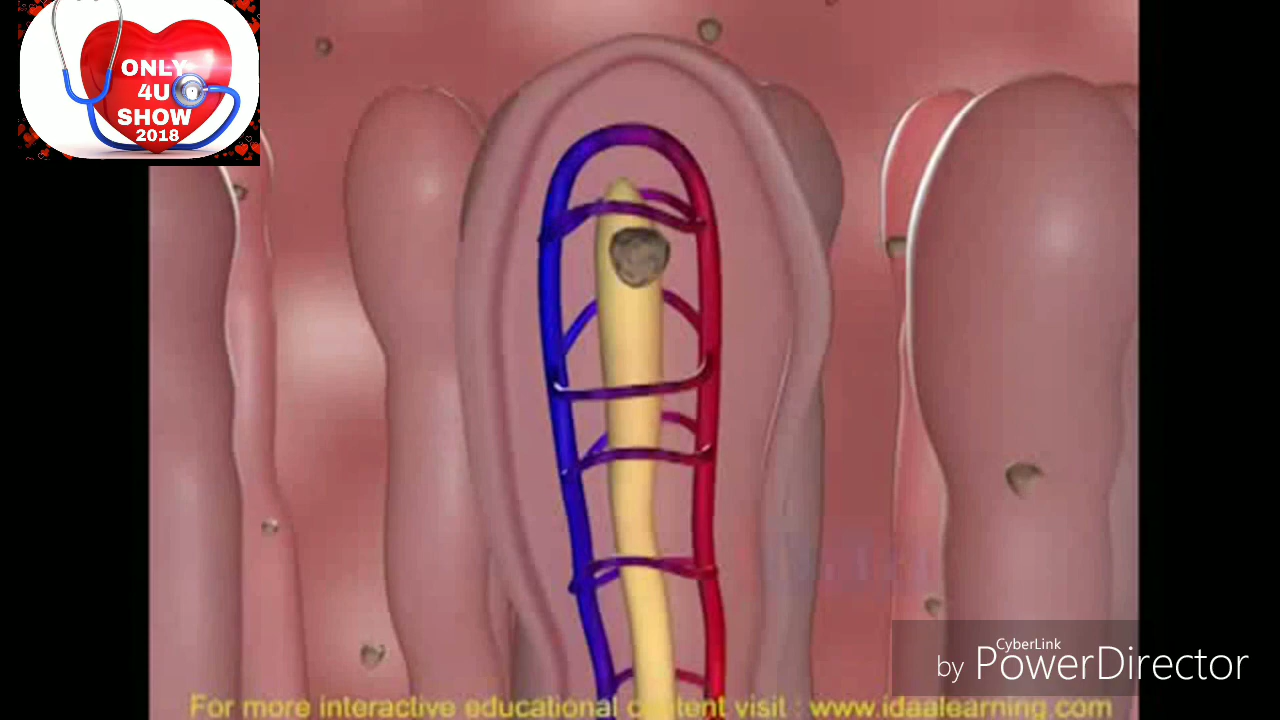 ONLY
4U
SHOW
2018
CyberLink
by PowerDirector
For more interactive educational content visit : www.idaalearning.com